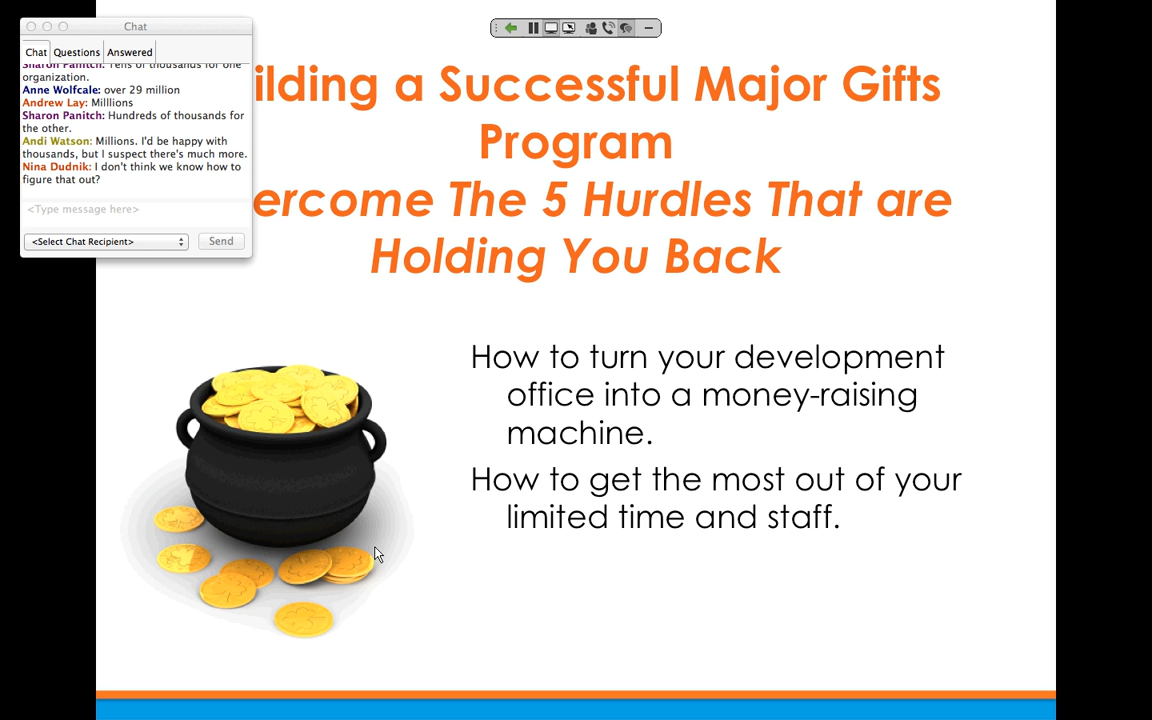 Chat
Chat Questions Answered
Sharon Panitch: Tens of thousands for one
organization.
Anne Wolfcale: over 29 million
Andrew Lay: Milllions
Sharon Panitch: Hundreds of thousands for
the other.
Andi Watson: Millions. I'd be happy with
thousands, but I suspect there's much more.
Nina Dudnik: I don't think we know how to
figure that out?
<Type message here>
<Select Chat Recipient> Send
ilding a Successful Major Gifts
Program
ercome The 5 Hurdles That are
Holding You Back
How to turn your development
office into a money-raising
machine.
How to get the most out of your
limited time and staff.